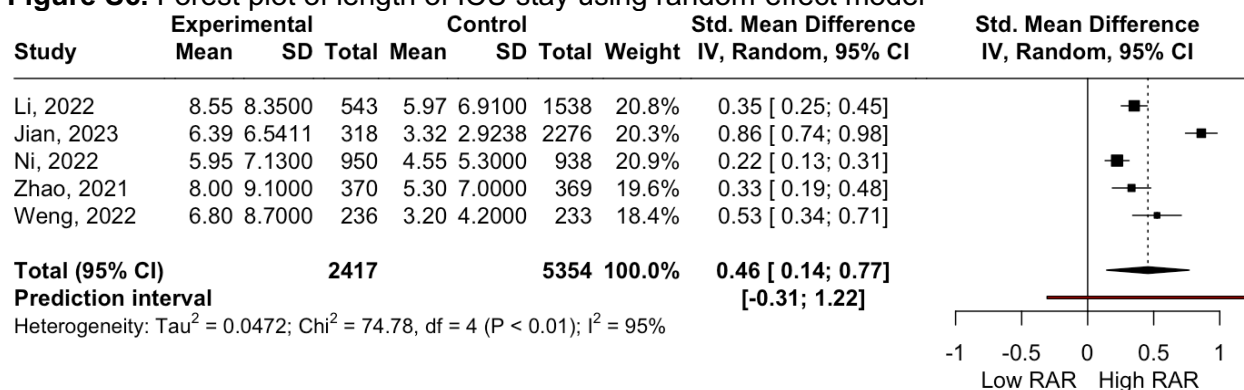 Figure S6. Forest plot of length of ICU stay using random effect model
Experimental Control Std. Mean Difference Std. Mean Difference
Study Mean SD Total Mean SD Total Weight IV, Random, 95% CI IV, Random, 95% CI
Li, 2022 8.55 8.3500 543 5.97 6.9100 1538 20.8% 0.35 [ 0.25; 0.45]
Jian, 2023 6.39 6.5411 318 3.32 2.9238 2276 20.3% 0.86 [ 0.74; 0.98]
Ni, 2022 5.95 7.1300 950 4.55 5.3000 938 20.9% 0.22 [ 0.13; 0.31]
Zhao, 2021 8.00 9.1000 370 5.30 7.0000 369 19.6% 0.33 [ 0.19; 0.48]
Weng, 2022 6.80 8.7000 236 3.20 4.2000 233 18.4% 0.53 [ 0.34; 0.71]
Total (95% CI) 2417 5354 100.0% 0.46 [ 0.14; 0.77]
Prediction interval [-0.31; 1.22]
Heterogeneity: Tau² = 0.0472; Chi² = 74.78, df = 4 (P < 0.01); I² = 95%
-1 -0.5 0 0.5 1
Low RAR High RAR